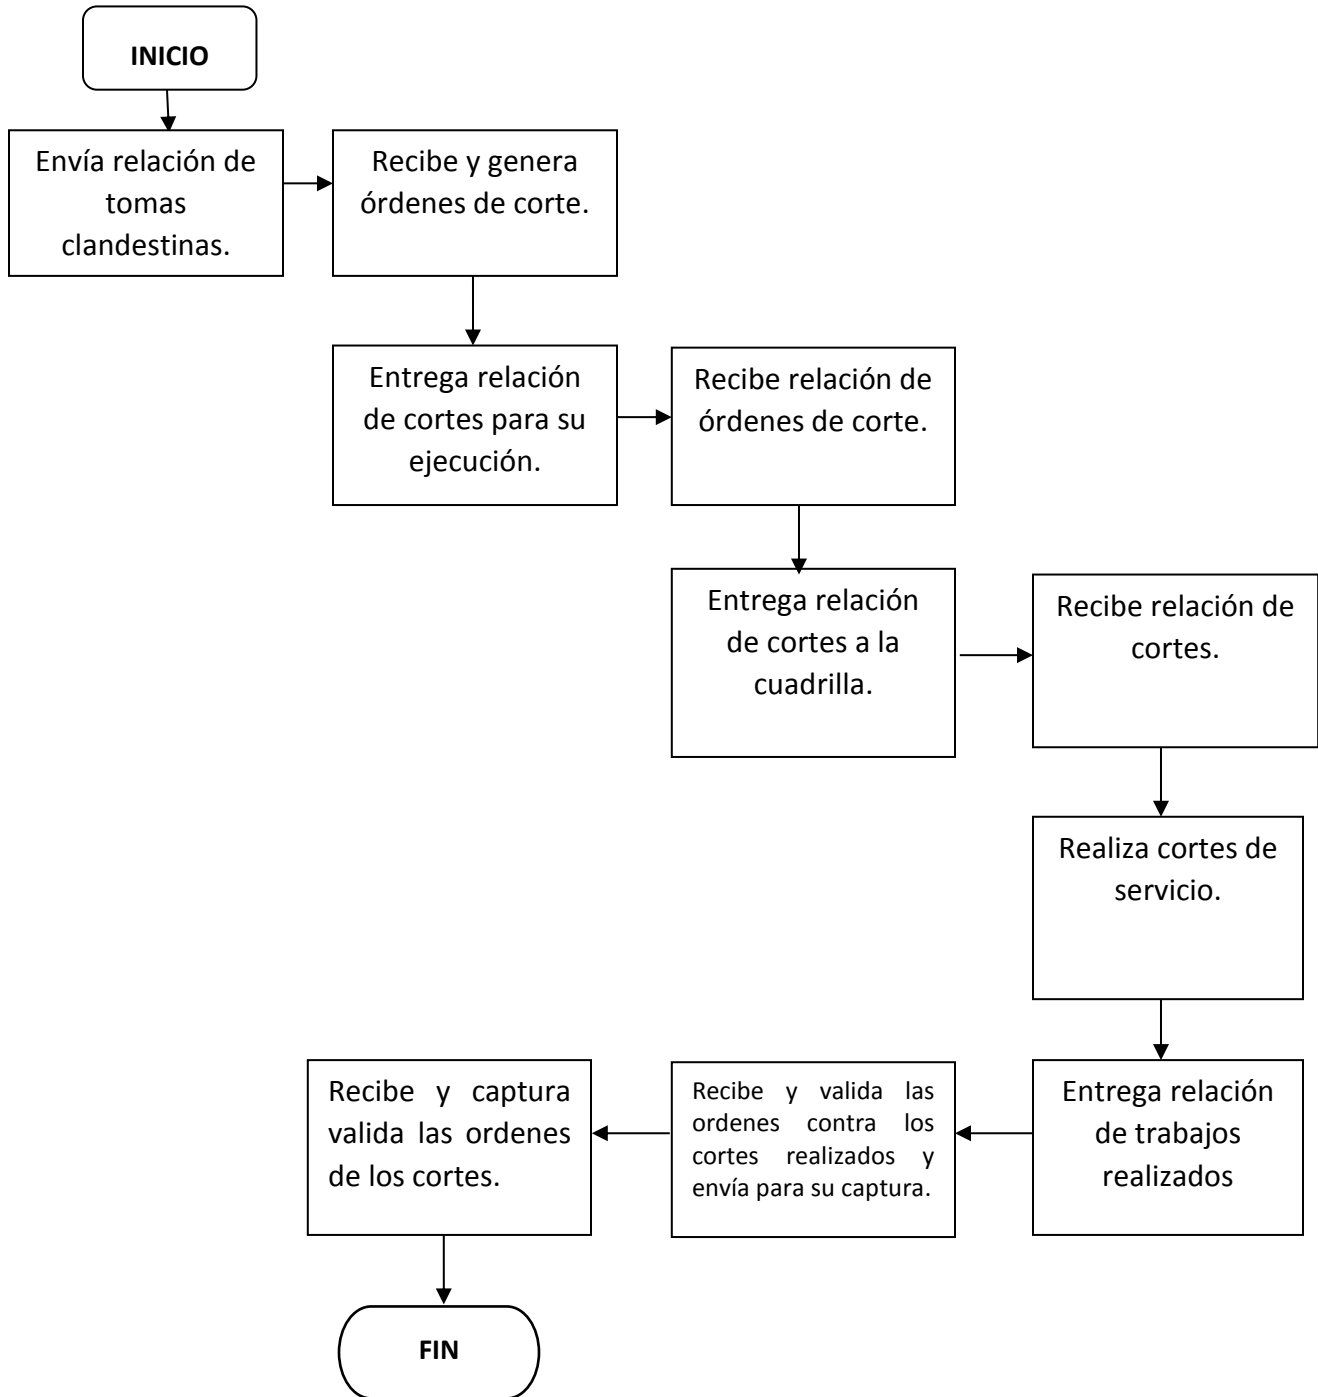 INICIO
Envía relación de
tomas
clandestinas.
Recibe y genera
órdenes de corte.
Entrega relación
de cortes para su
ejecución.
Recibe relación de
órdenes de corte.
Entrega relación
de cortes a la
cuadrilla.
Recibe relación de
cortes.
Realiza cortes de
servicio.
Entrega relación
de trabajos
realizados
Recibe y valida las
ordenes contra los
cortes realizados y
envía para su captura.
Recibe y captura
valida las ordenes
de los cortes.
FIN